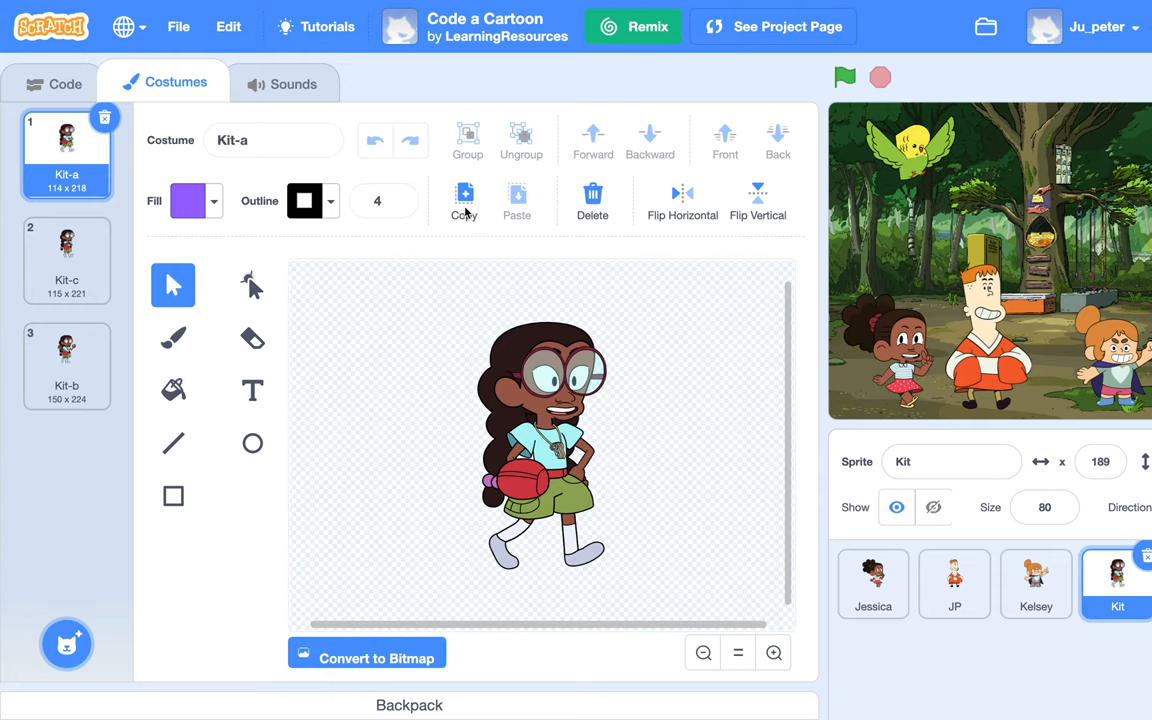 SCRATCH
File
Edit
Tutorials
Code a Cartoon
by LearningResources
Remix
See Project Page
Ju_peter
Code
Costumes
Sounds
1
Kit-a
114 x 218
2
Kit-c
115 x 221
3
Kit-b
150 x 224
Costume
Kit-a
Group
Ungroup
Forward
Backward
Front
Back
Fill
Outline
4
Copy
Paste
Delete
Flip Horizontal
Flip Vertical
Convert to Bitmap
Backpack
Sprite
Kit
x
189
Show
Size
80
Direction
Jessica
JP
Kelsey
Kit